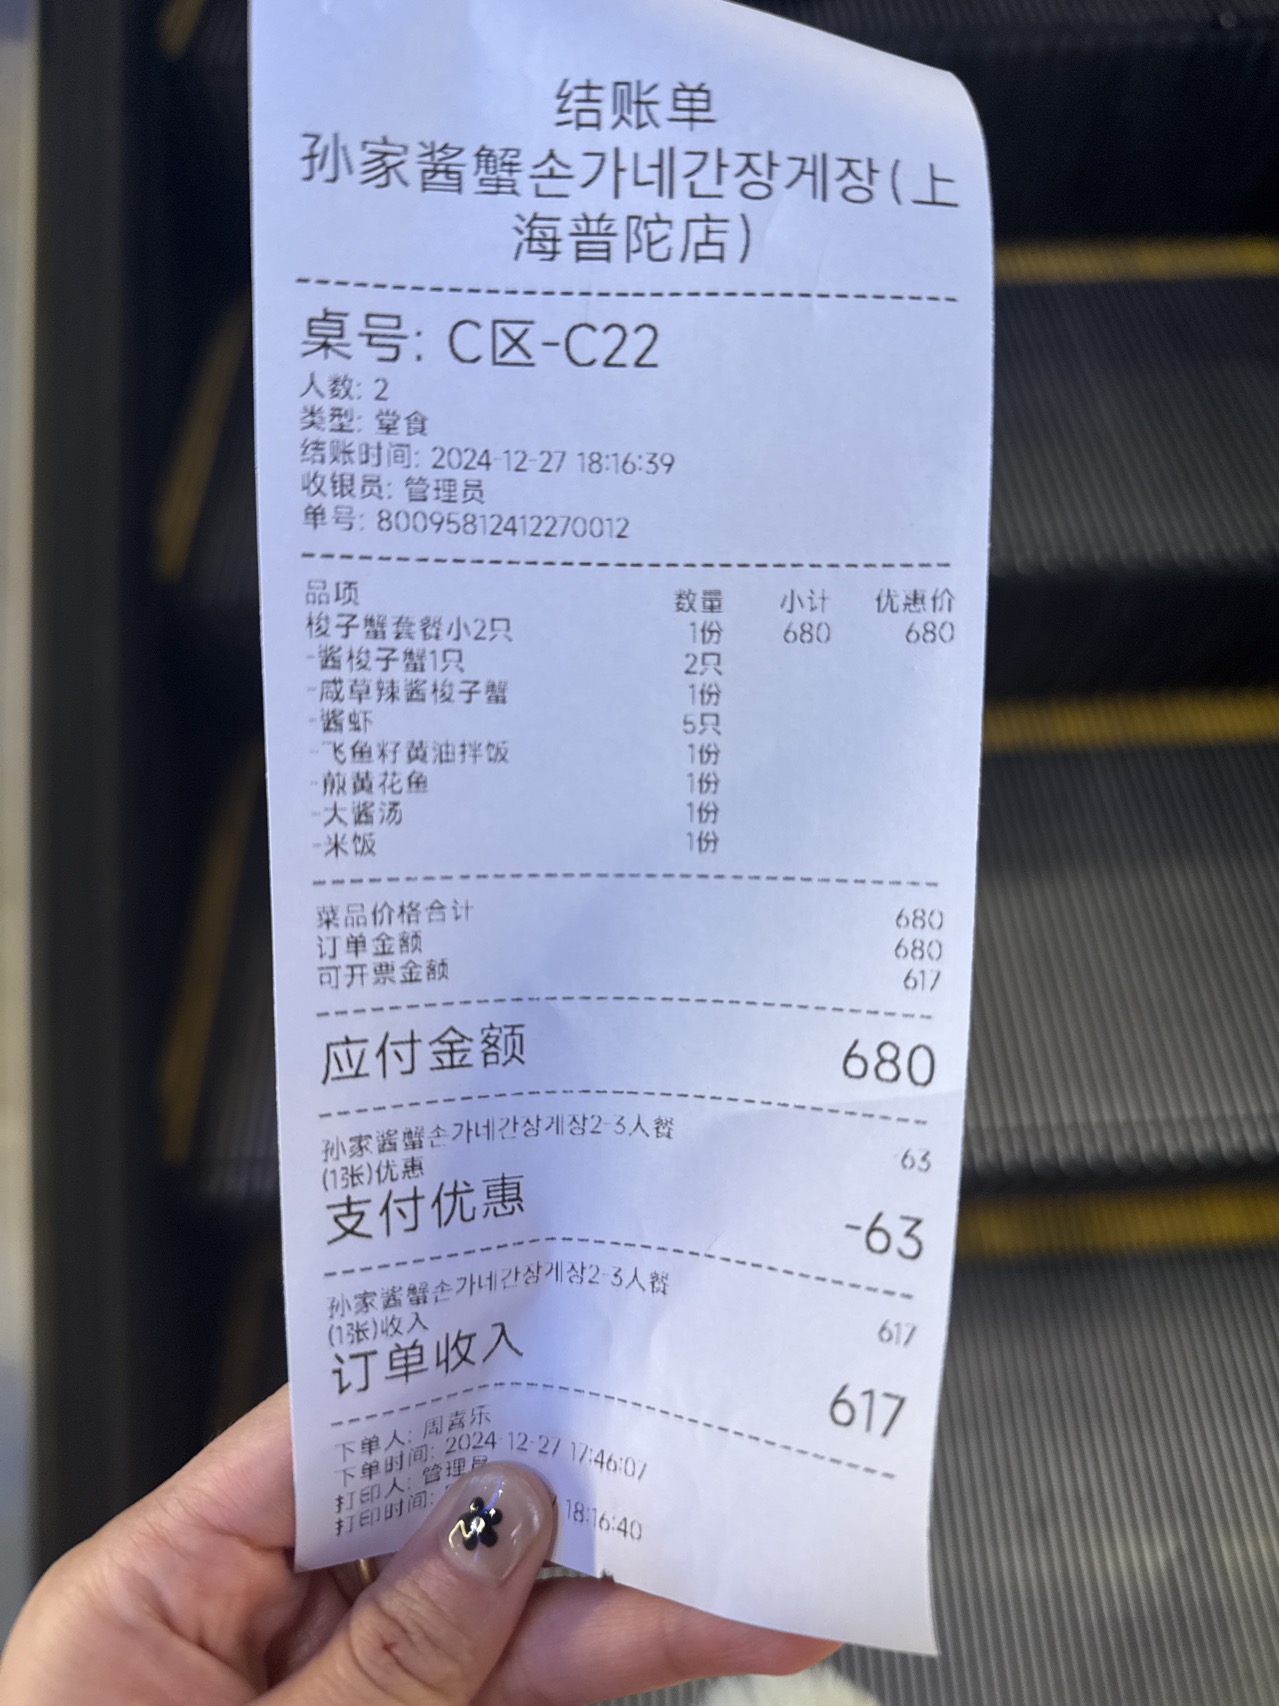 结账单
孙家酱蟹손가네간장게장(上
海普陀店)
桌号: C区-C22
人数: 2
类型: 堂食
结账时间: 2024-12-27 18:16:39
收银员: 管理员
单号: 80095812412270012
品项 数量 小计 优惠价
梭子蟹套餐小2只 1份 680 680
-酱梭子蟹1只 2只
-咸草辣酱梭子蟹 1份
-酱虾 5只
-飞鱼籽黄油拌饭 1份
-煎黄花鱼 1份
-大酱汤 1份
-米饭 1份
菜品价格合计 680
订单金额 680
可开票金额 617
应付金额 680
孙家酱蟹손가네간장게장2-3人餐
(1张)优惠 -63
支付优惠 -63
孙家酱蟹손가네간장게장2-3人餐
(1张)收入 617
订单收入 617
下单人: 周喜乐
下单时间: 2024-12-27 17:46:07
打印人: 管理员
打印时间: 18:16:40